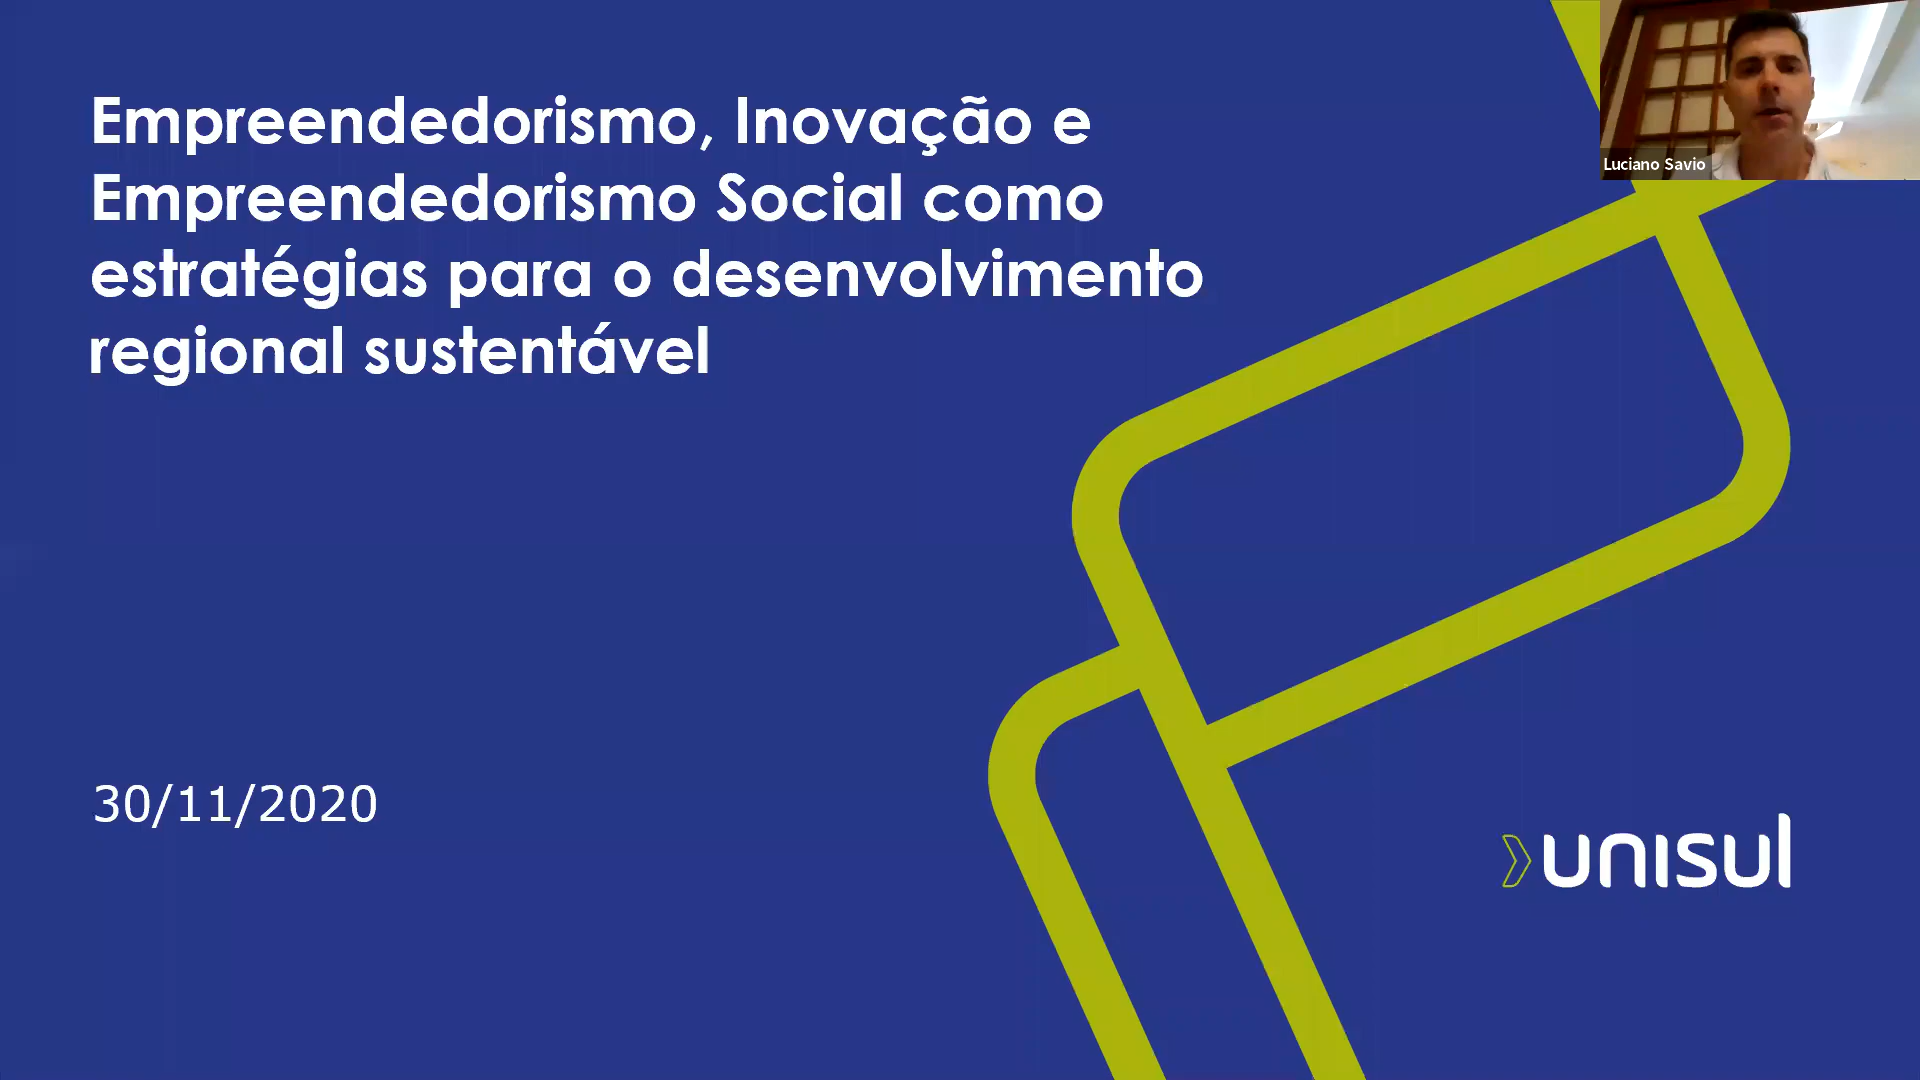 Empreendedorismo, Inovação e
Empreendedorismo Social como
estratégias para o desenvolvimento
regional sustentável
Luciano Savio
30/11/2020
unisul